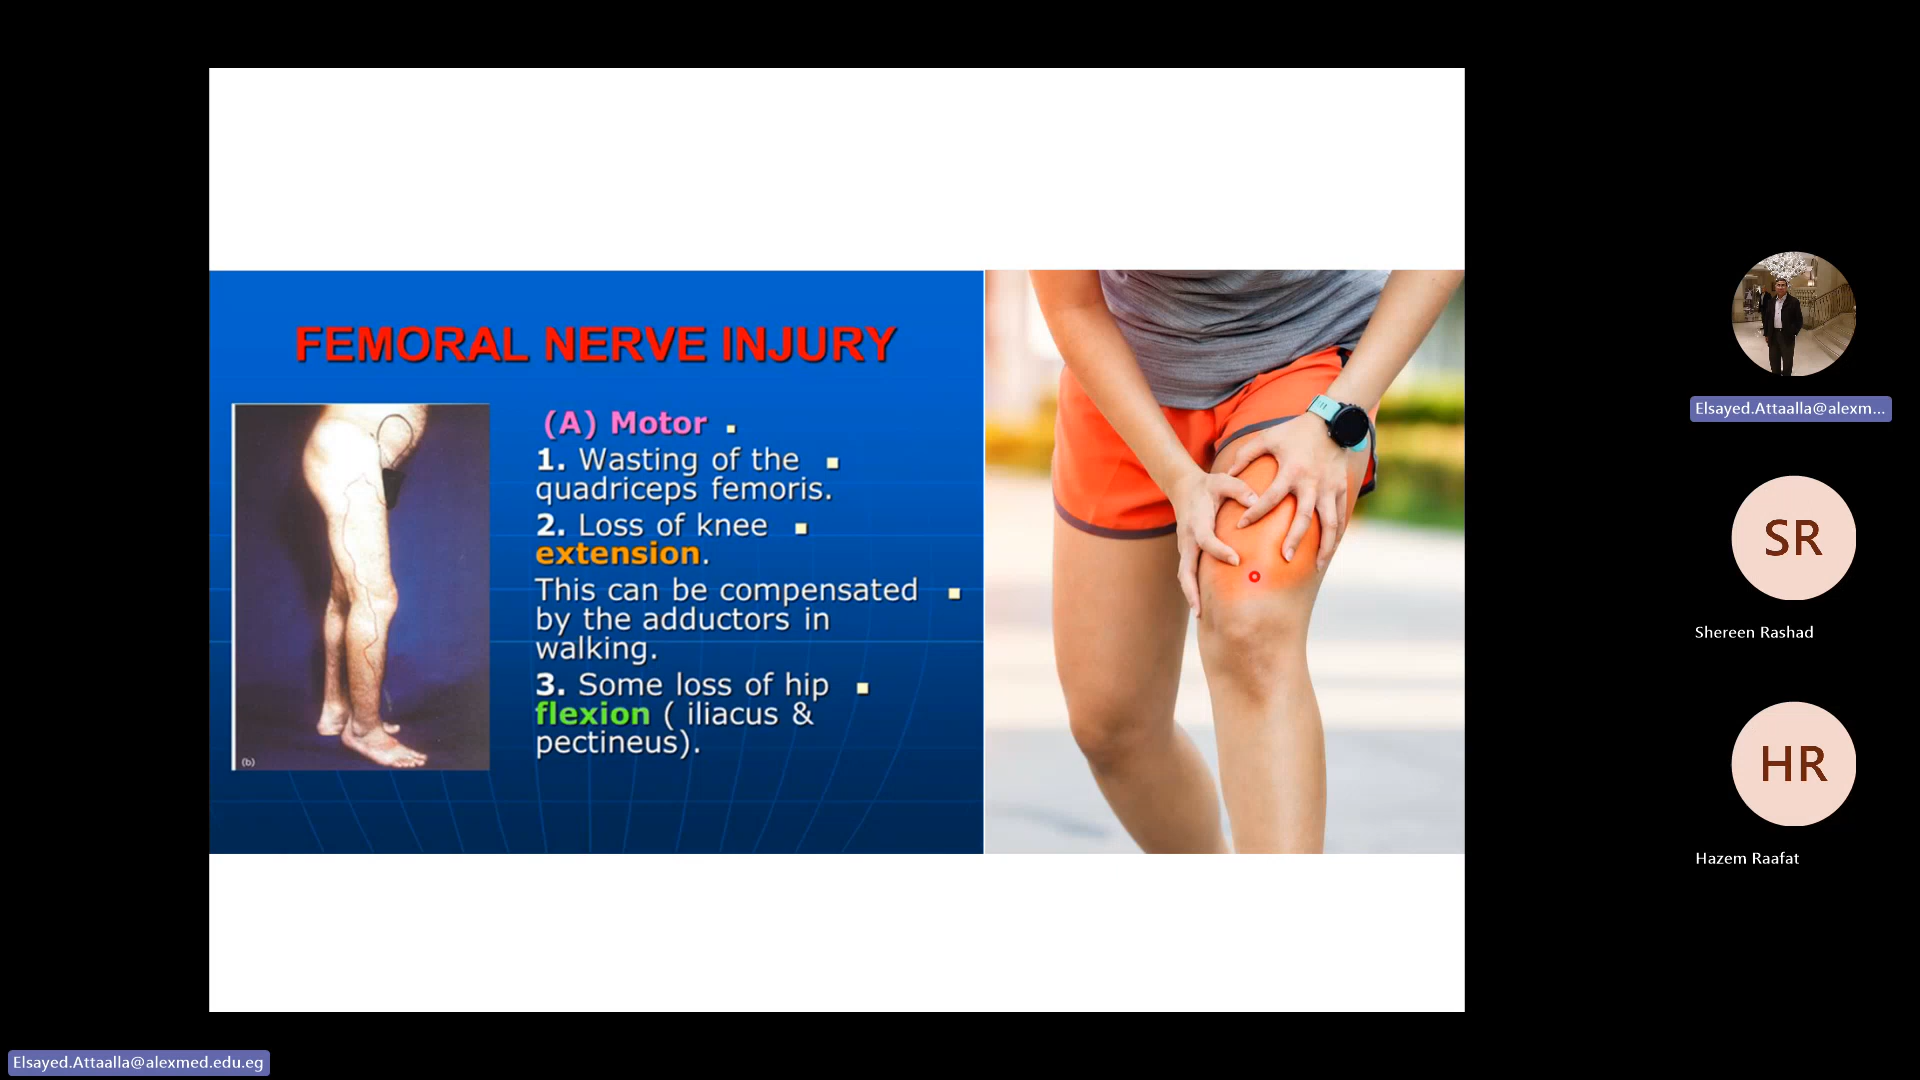 FEMORAL NERVE INJURY
(A) Motor ▪
1. Wasting of the ▪
quadriceps femoris.
2. Loss of knee ▪
extension.
This can be compensated ▪
by the adductors in
walking.
3. Some loss of hip ▪
flexion ( iliacus &
pectineus).
(b)
Elsayed.Attaalla@alexm...
SR
Shereen Rashad
HR
Hazem Raafat
Elsayed.Attaalla@alexmed.edu.eg